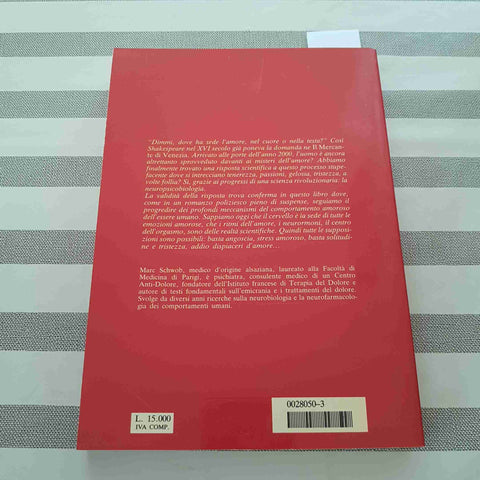 "Dimmi, dove ha sede l'amore, nel cuore o nella testa?" Così
Shakespeare nel XVI secolo già poneva la domanda ne Il Mercan-
te di Venezia. Arrivato alle porte dell'anno 2000, l'uomo è ancora
altrettanto sprovveduto davanti ai misteri dell'amore? Abbiamo
finalmente trovato una risposta scientifica a questo processo stupe-
facente dove si intrecciano tenerezza, passioni, gelosia, tristezza, a
volte follia? Sì, grazie ai progressi di una scienza rivoluzionaria: la
neuropsicobiologia.
La validità della risposta trova conferma in questo libro dove,
come in un romanzo poliziesco pieno di suspense, seguiamo il
progredire dei profondi meccanismi del comportamento amoroso
dell'essere umano. Sappiamo oggi che il cervello è la sede di tutte le
emozioni amorose, che i ritmi dell'amore, i neurormoni, il centro
dell'orgasmo, sono delle realtà scientifiche. Quindi tutte le supposi-
zioni sono possibili: basta angoscia, stress amoroso, basta solitudi-
ne e tristezza, addio dispiaceri d'amore...
Marc Schwob, medico d'origine alsaziana, laureato alla Facoltà di
Medicina di Parigi, è psichiatra, consulente medico di un Centro
Anti-Dolore, fondatore dell'Istituto francese di Terapia del Dolore e
autore di testi fondamentali sull'emicrania e i trattamenti del dolore.
Svolge da diversi anni ricerche sulla neurobiologia e la neurofarmaco-
logia dei comportamenti umani.
L. 15.000
IVA COMP.
0028050-3